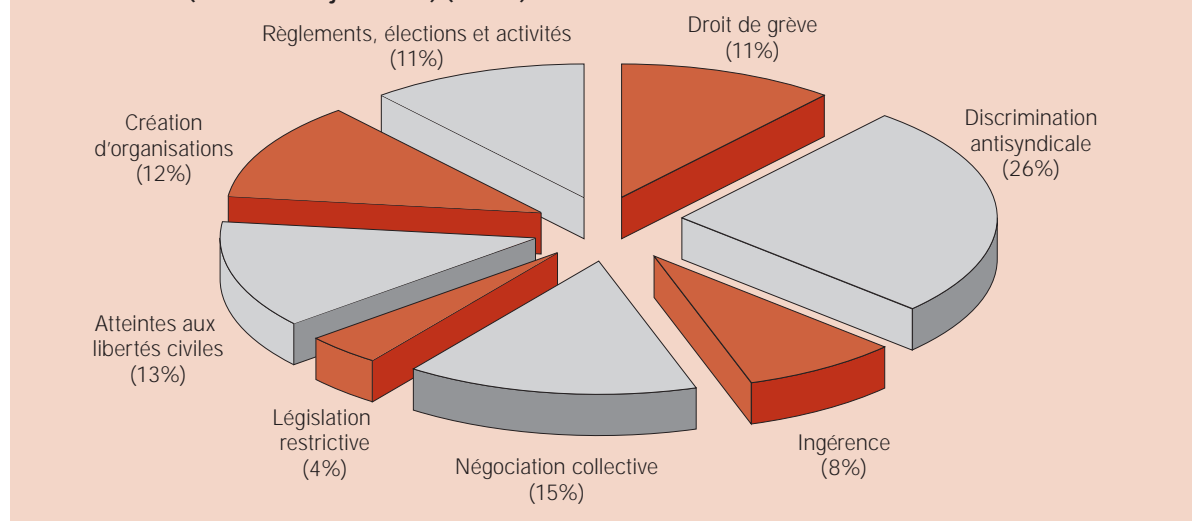 Règlements, élections et activités
(11%)
Droit de grève
(11%)
Discrimination
antisyndicale
(26%)
Création
d'organisations
(12%)
Atteintes aux
libertés civiles
(13%)
Législation
restrictive
(4%)
Négociation collective
(15%)
Ingérence
(8%)